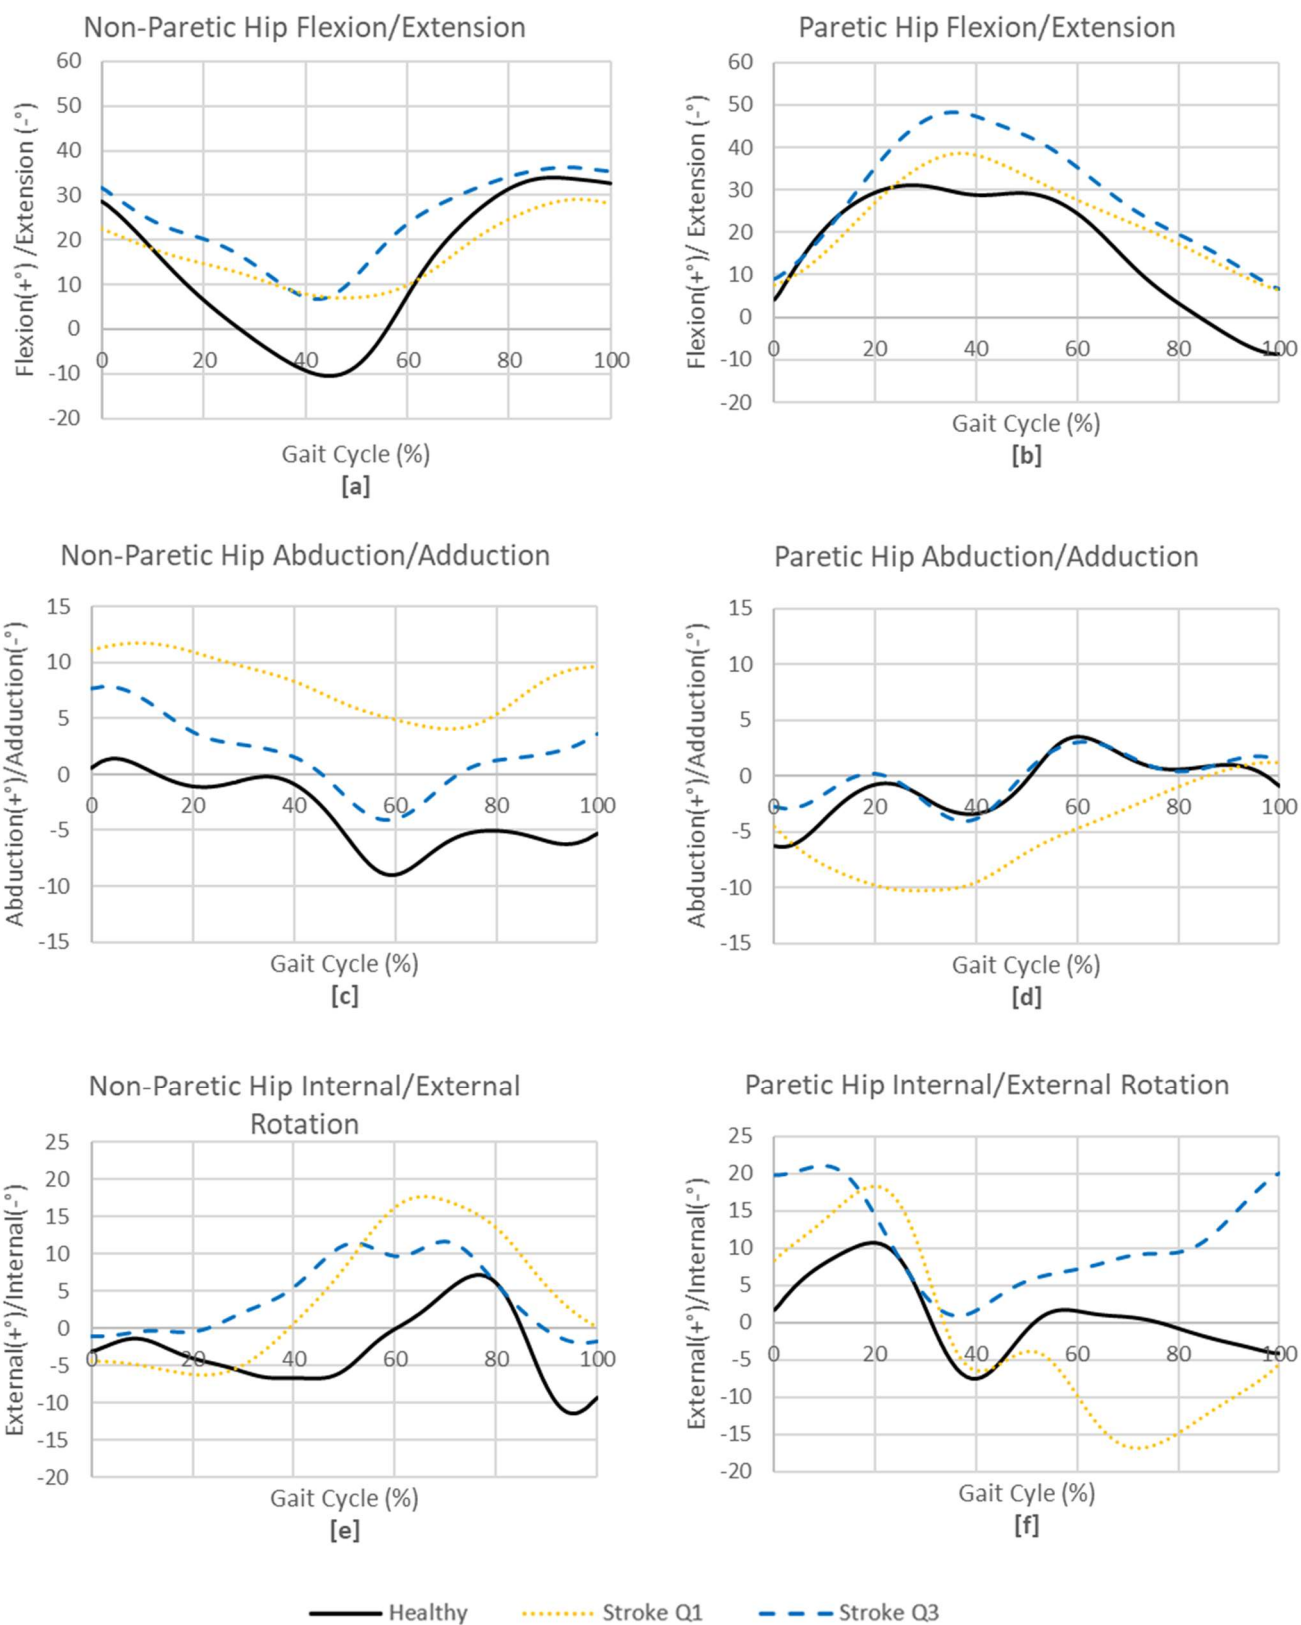 Non-Paretic Hip Flexion/Extension
60
50
40
30
20
10
0
-10
-20
0 20 40 60 80 100
Flexion(+°) /Extension (-°)
Gait Cycle (%)
[a]
Paretic Hip Flexion/Extension
60
50
40
30
20
10
0
-10
-20
0 20 40 60 80 100
Flexion(+°)/ Extension (-°)
Gait Cycle (%)
[b]
Non-Paretic Hip Abduction/Adduction
15
10
5
0
-5
-10
-15
0 20 40 60 80 100
Abduction(+°)/Adduction(-°)
Gait Cycle (%)
[c]
Paretic Hip Abduction/Adduction
15
10
5
0
-5
-10
-15
0 20 40 60 80 100
Abduction(+°)/Adduction(-°)
Gait Cycle (%)
[d]
Non-Paretic Hip Internal/External
Rotation
25
20
15
10
5
0
-5
-10
-15
-20
0 20 40 60 80 100
External(+°)/Internal(-°)
Gait Cycle (%)
[e]
Paretic Hip Internal/External Rotation
25
20
15
10
5
0
-5
-10
-15
-20
0 20 40 60 80 100
External(+°)/Internal(-°)
Gait Cyle (%)
[f]
Healthy Stroke Q1 Stroke Q3